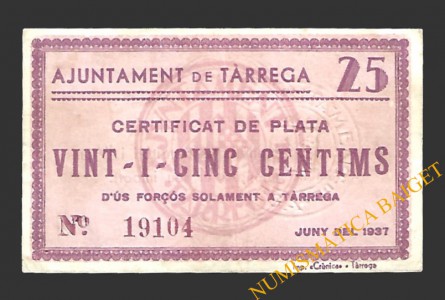 AJUNTAMENT DE TÀRREGA 25
CERTIFICAT DE PLATA
VINT-I-CINC CENTIMS
D'ÚS FORÇÓS SOLAMENT A TÀRREGA
Nº 19104
JUNY DEL 1937
Imp. «Crònica» - Tàrrega
NUMISMATICA BAIGET